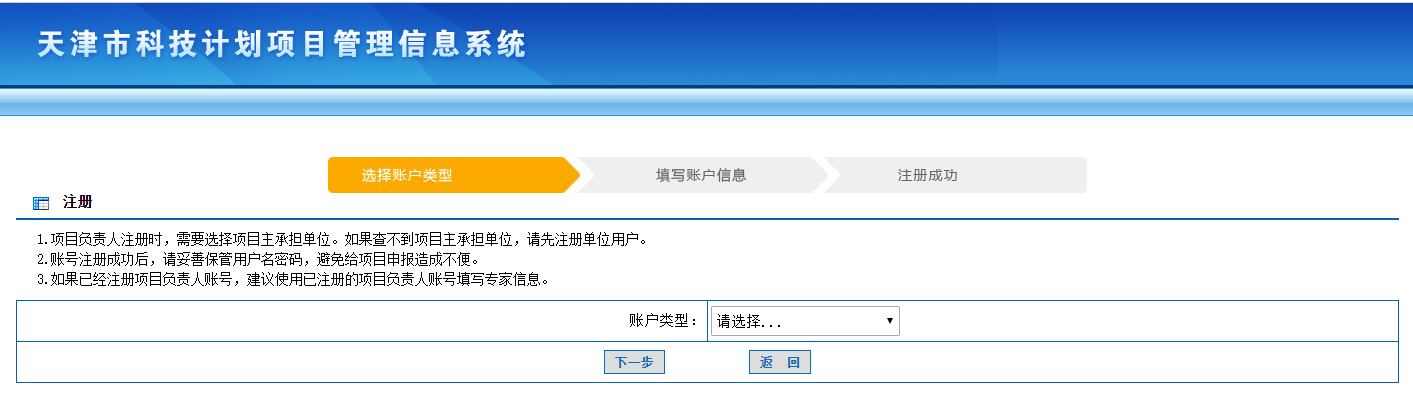 天津市科技计划项目管理信息系统
选择账户类型 填写账户信息 注册成功
注册
1.项目负责人注册时，需要选择项目主承担单位。如果查不到项目主承担单位，请先注册单位用户。
2.账号注册成功后，请妥善保管用户名密码，避免给项目申报造成不便。
3.如果已经注册项目负责人账号，建议使用已注册的项目负责人账号填写专家信息。
账户类型： 请选择...
下一步 返 回